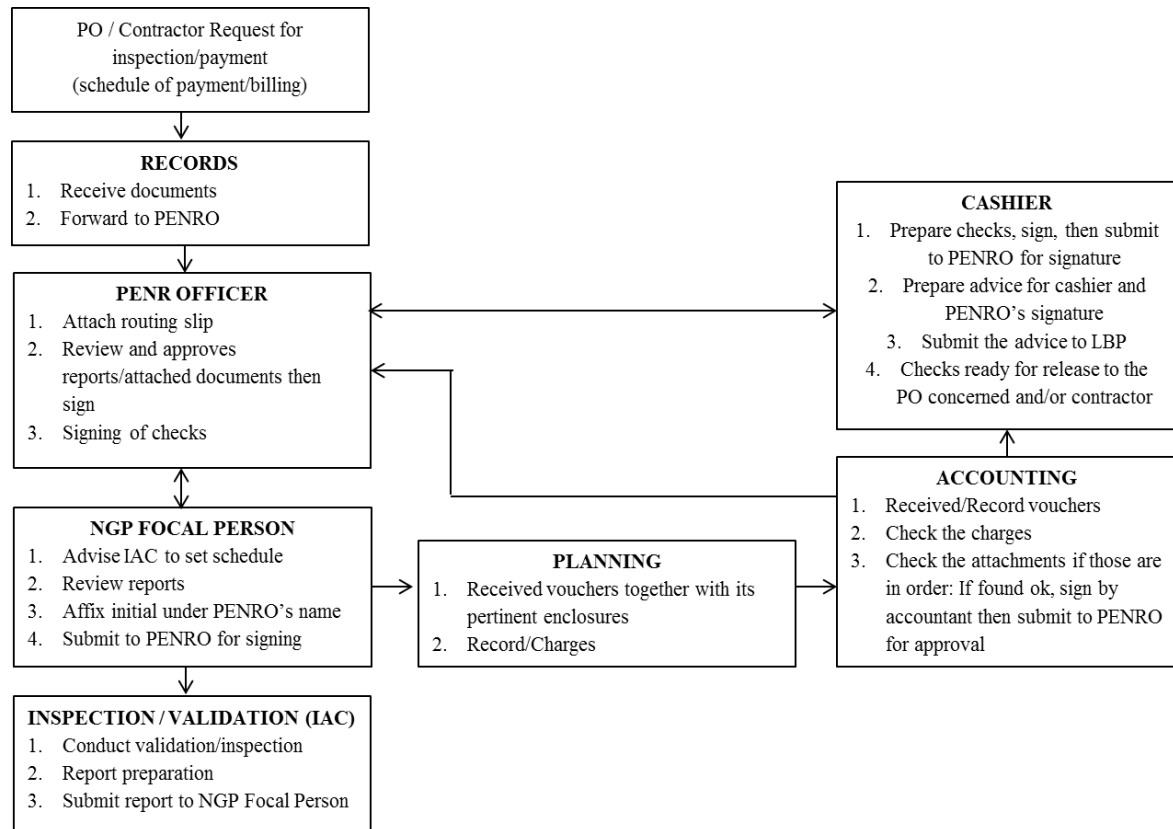 PO / Contractor Request for
inspection/payment
(schedule of payment/billing)
RECORDS
1. Receive documents
2. Forward to PENRO
PENR OFFICER
1. Attach routing slip
2. Review and approves
reports/attached documents then
sign
3. Signing of checks
NGP FOCAL PERSON
1. Advise IAC to set schedule
2. Review reports
3. Affix initial under PENRO’s name
4. Submit to PENRO for signing
INSPECTION / VALIDATION (IAC)
1. Conduct validation/inspection
2. Report preparation
3. Submit report to NGP Focal Person
PLANNING
1. Received vouchers together with its
pertinent enclosures
2. Record/Charges
ACCOUNTING
1. Received/Record vouchers
2. Check the charges
3. Check the attachments if those are
in order: If found ok, sign by
accountant then submit to PENRO
for approval
CASHIER
1. Prepare checks, sign, then submit
to PENRO for signature
2. Prepare advice for cashier and
PENRO’s signature
3. Submit the advice to LBP
4. Checks ready for release to the
PO concerned and/or contractor